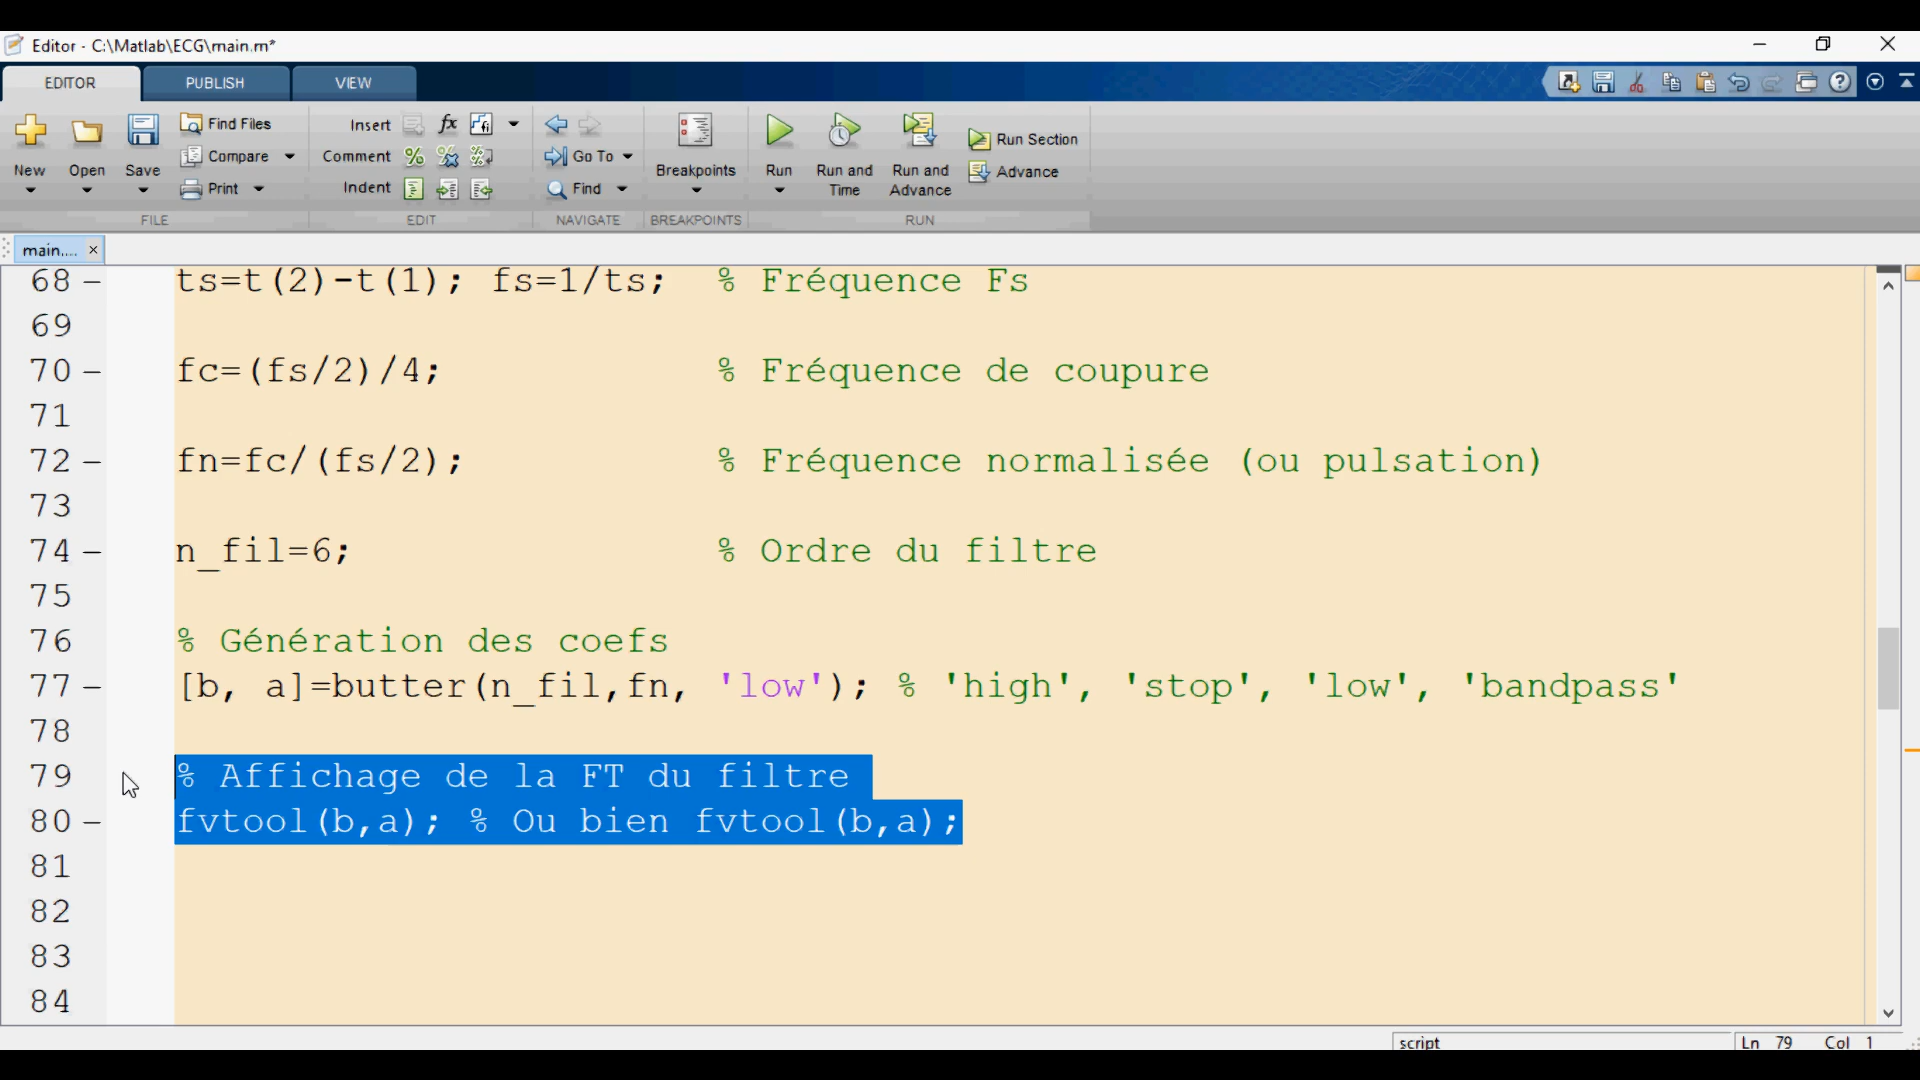 Editor - C:\Matlab\ECG\main.m*
EDITOR PUBLISH VIEW
New Open Save
Find Files
Compare
Print
FILE
Insert fx
Comment
Indent
EDIT
Go To
Find
NAVIGATE
Breakpoints
BREAKPOINTS
Run Run and Time Run and Advance
Run Section
Advance
RUN
main....
68 – ts=t(2)-t(1); fs=1/ts; % Fréquence Fs
69
70 – fc=(fs/2)/4; % Fréquence de coupure
71
72 – fn=fc/(fs/2); % Fréquence normalisée (ou pulsation)
73
74 – n_fil=6; % Ordre du filtre
75
76 % Génération des coefs
77 – [b, a]=butter(n_fil,fn, 'low'); % 'high', 'stop', 'low', 'bandpass'
78
79 % Affichage de la FT du filtre
80 – fvtool(b,a); % Ou bien fvtool(b,a);
81
82
83
84
script Ln 79 Col 1